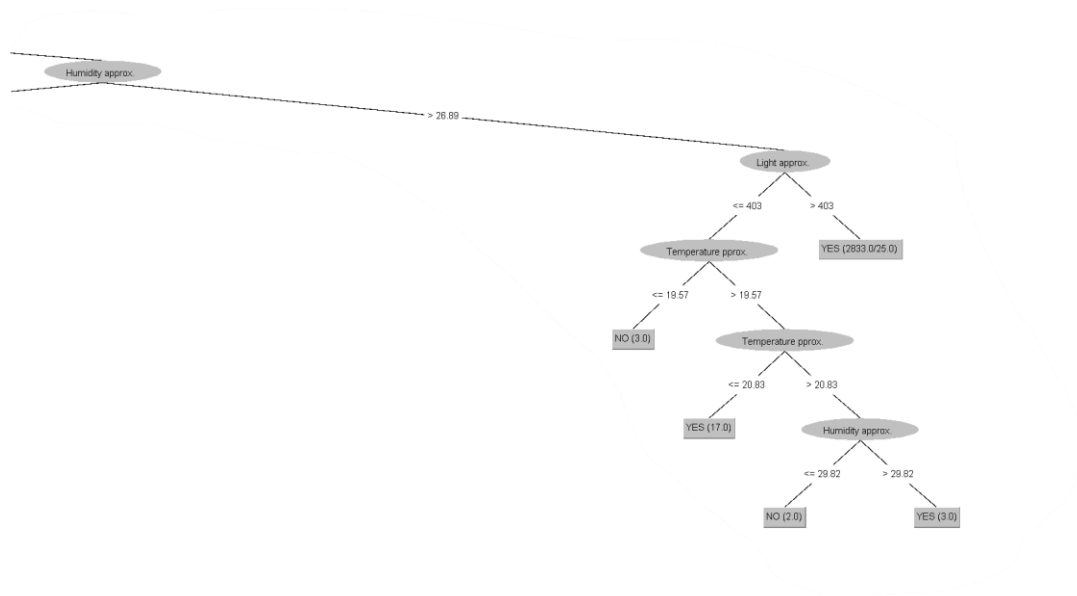 Humidity approx.
> 26.89
Light approx.
<= 403
> 403
Temperature pprox.
YES (2833.0/25.0)
<= 19.57
> 19.57
NO (3.0)
Temperature pprox.
<= 20.83
> 20.83
YES (17.0)
Humidity approx.
<= 29.82
> 29.82
NO (2.0)
YES (3.0)